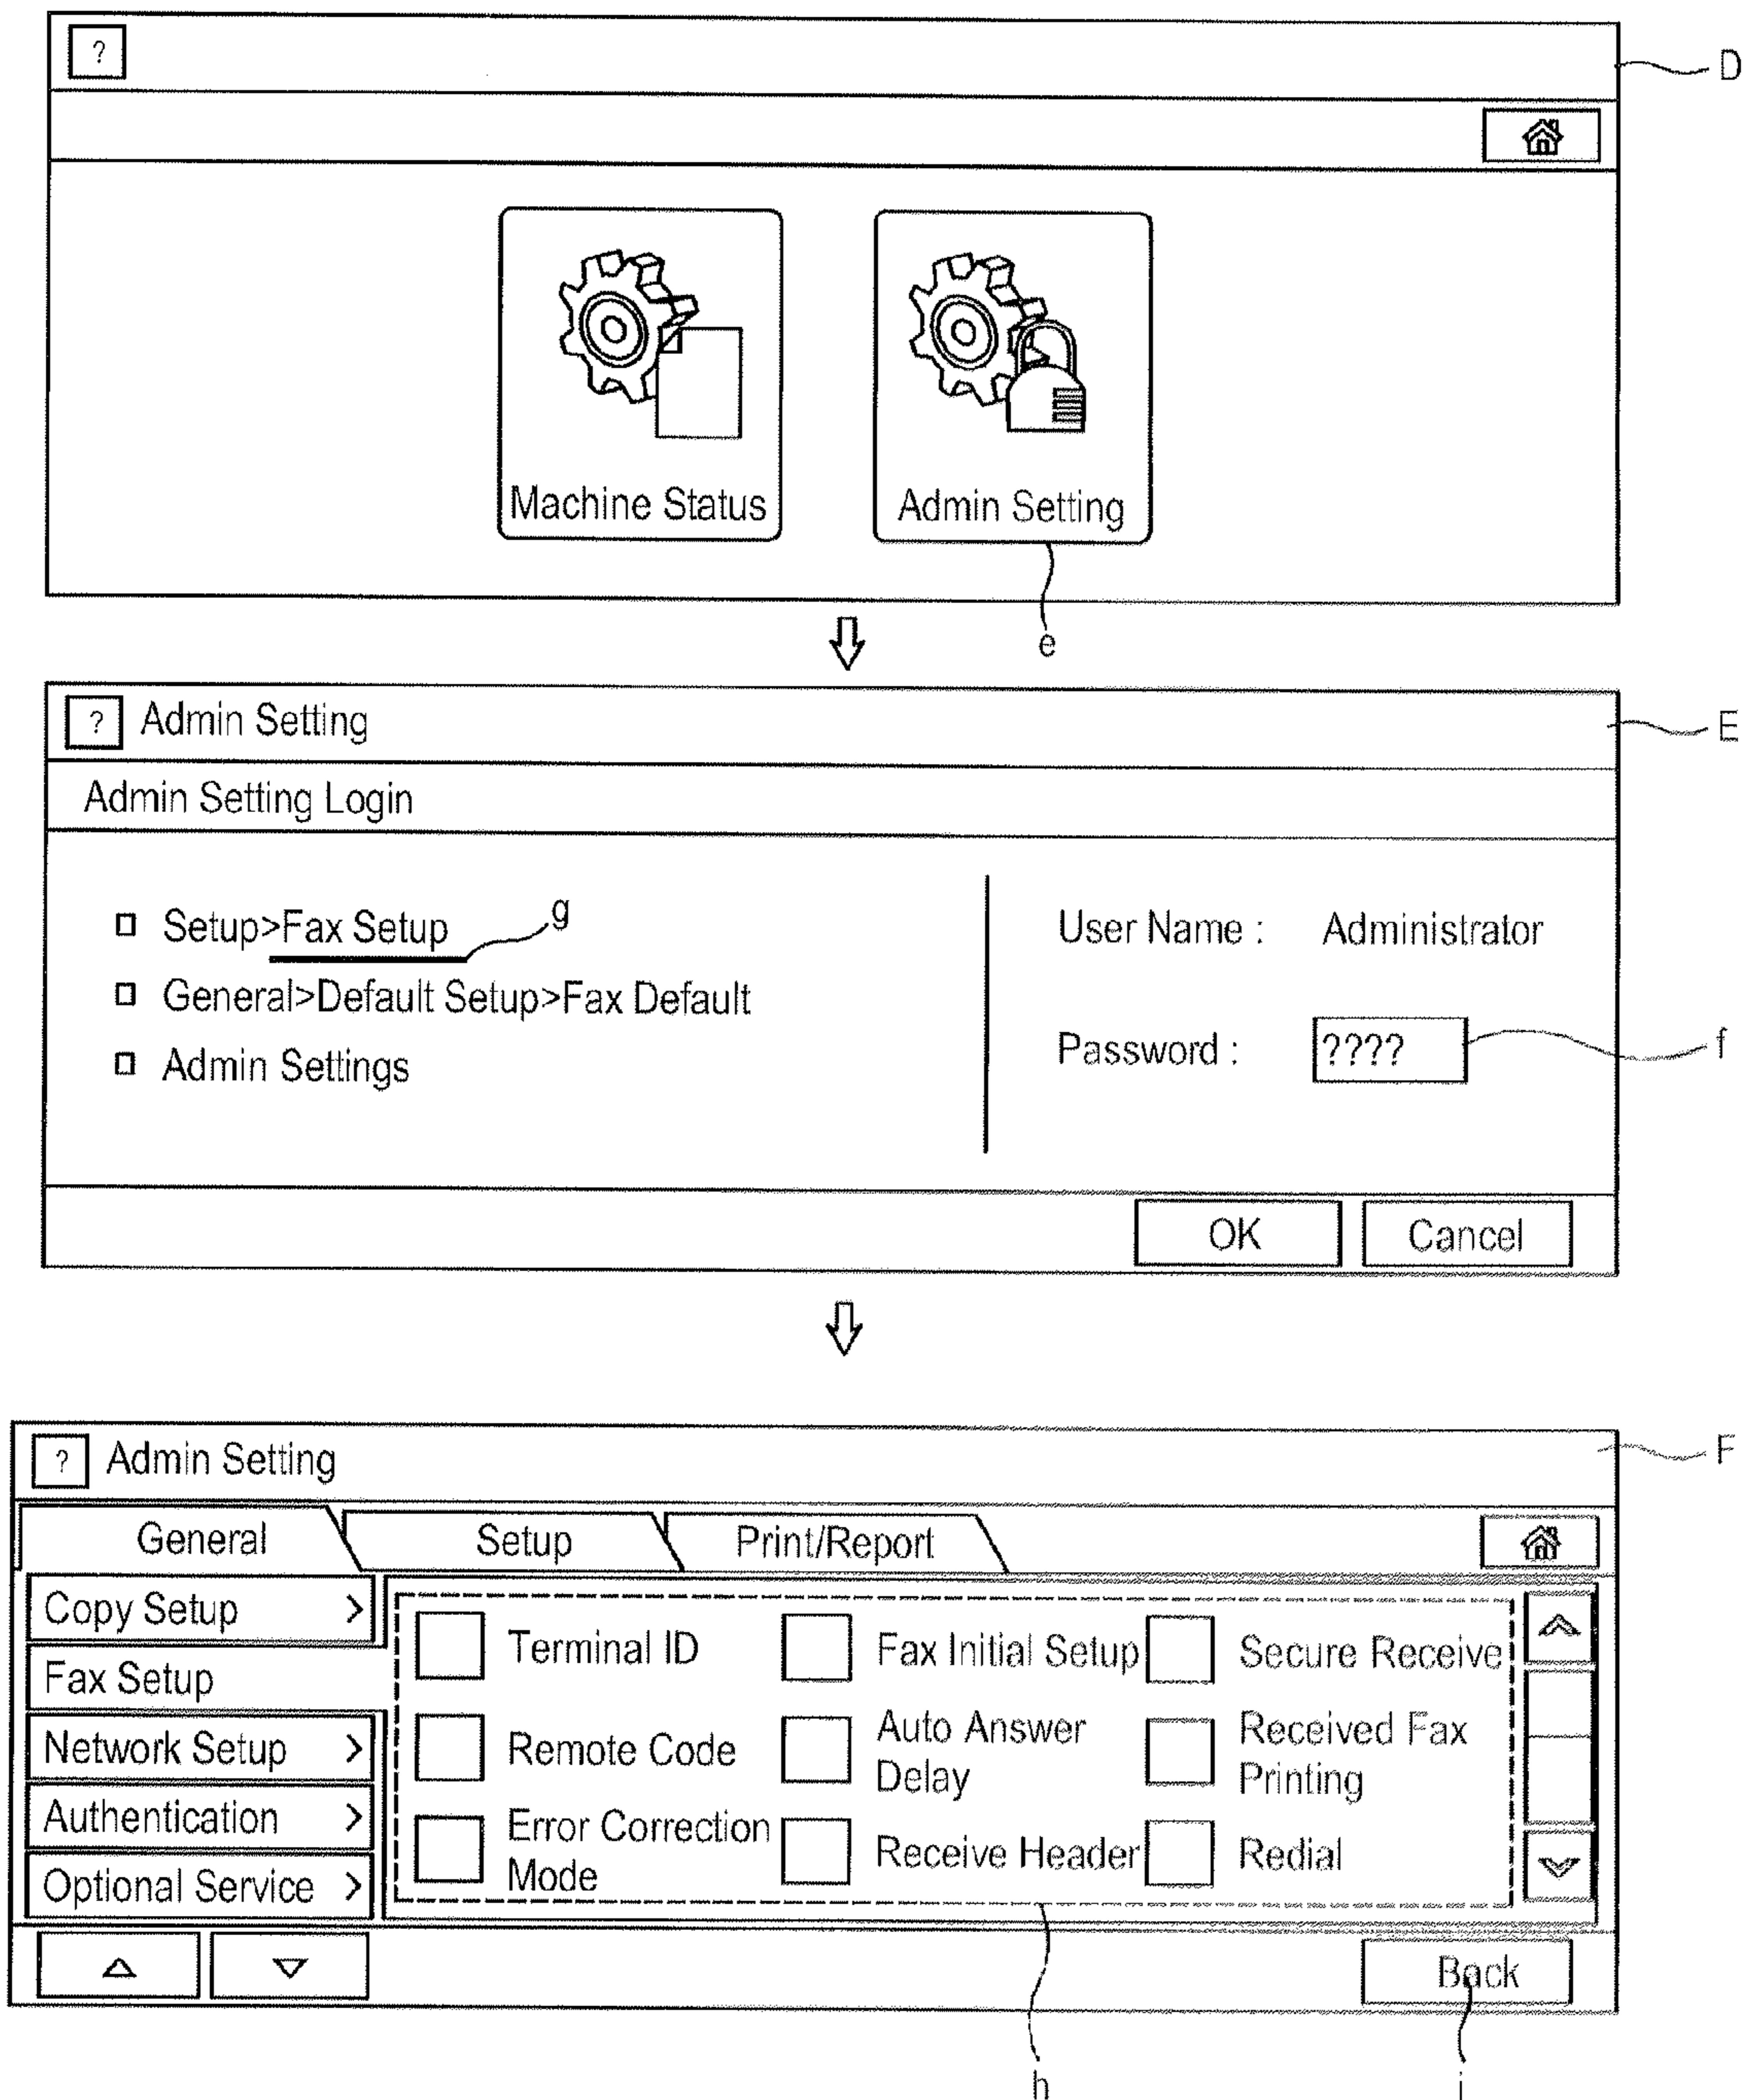 ?
D
Machine Status
Admin Setting
e
? Admin Setting
E
Admin Setting Login
Setup>Fax Setup
g
General>Default Setup>Fax Default
Admin Settings
User Name : Administrator
Password : ????
f
OK
Cancel
? Admin Setting
F
General
Setup
Print/Report
Copy Setup >
Fax Setup
Network Setup >
Authentication >
Optional Service >
Terminal ID
Fax Initial Setup
Secure Receive
Remote Code
Auto Answer
Delay
Received Fax
Printing
Error Correction
Mode
Receive Header
Redial
Back
h
i